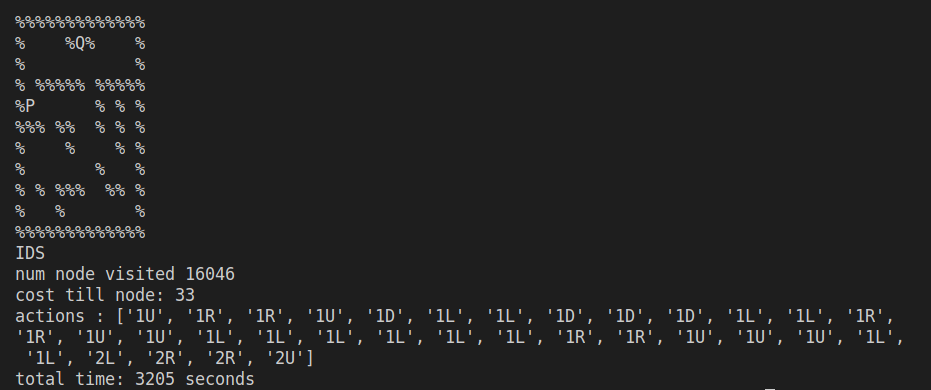 %%%%%%%%%%%%%
%    %Q%    %
%           %
% %%%%% %%%%%
%P      % % %
%%% %%  % % %
%    %    % %
%       %   %
% % %%%  %% %
%   %       %
%%%%%%%%%%%%%
IDS
num node visited 16046
cost till node: 33
actions : ['1U', '1R', '1R', '1U', '1D', '1L', '1L', '1D', '1D', '1D', '1L', '1L', '1R',
'1R', '1U', '1U', '1L', '1L', '1L', '1L', '1L', '1L', '1R', '1R', '1U', '1U', '1U', '1L',
'1L', '2L', '2R', '2R', '2U']
total time: 3205 seconds